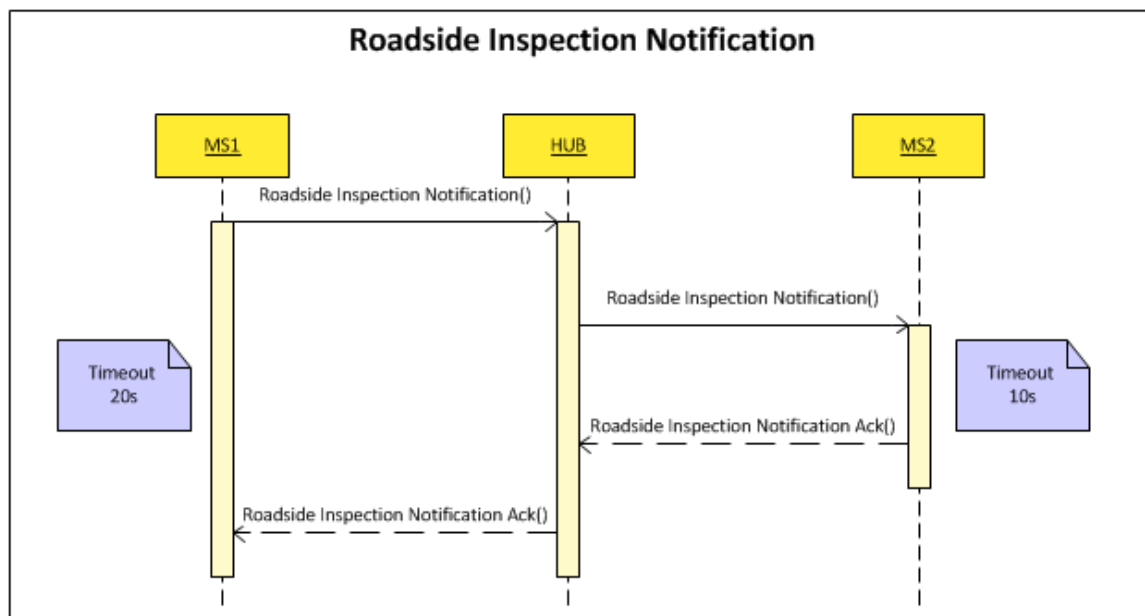 Roadside Inspection Notification
MS1
HUB
MS2
Roadside Inspection Notification()
Roadside Inspection Notification()
Timeout
20s
Timeout
10s
Roadside Inspection Notification Ack()
Roadside Inspection Notification Ack()